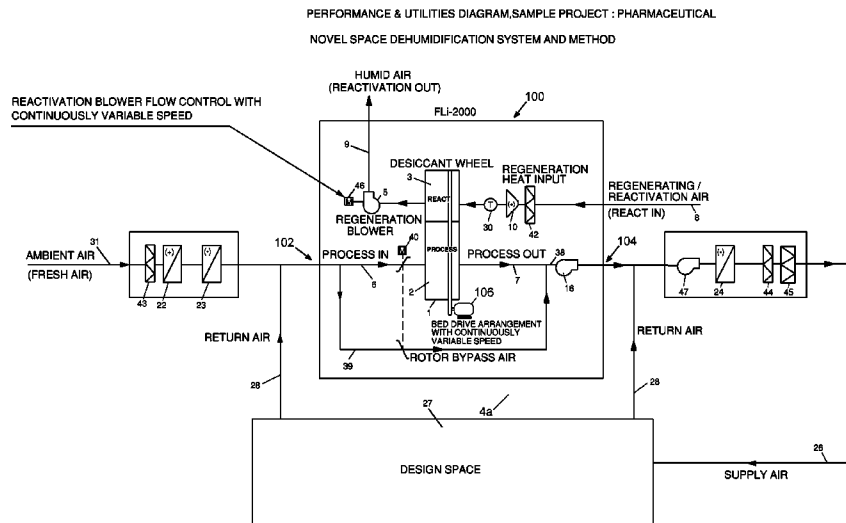 PERFORMANCE & UTILITIES DIAGRAM,SAMPLE PROJECT : PHARMACEUTICAL
NOVEL SPACE DEHUMIDIFICATION SYSTEM AND METHOD
HUMID AIR
(REACTIVATION OUT)
100
FLi-2000
REACTIVATION BLOWER FLOW CONTROL WITH
CONTINUOUSLY VARIABLE SPEED
9
DESICCANT WHEEL
REGENERATION
HEAT INPUT
3
46
M
5
REACT
T
30
(+)
10
42
REGENERATING /
REACTIVATION AIR
(REACT IN)
8
REGENERATION
BLOWER
31
AMBIENT AIR
(FRESH AIR)
43
(+)
22
(-)
23
102
PROCESS IN
6
M
40
PROCESS
2
1
PROCESS OUT
7
38
16
104
47
(-)
24
44
45
106
BED DRIVE ARRANGEMENT
WITH CONTINUOUSLY
VARIABLE SPEED
RETURN AIR
28
39
ROTOR BYPASS AIR
RETURN AIR
28
4a
27
DESIGN SPACE
26
SUPPLY AIR